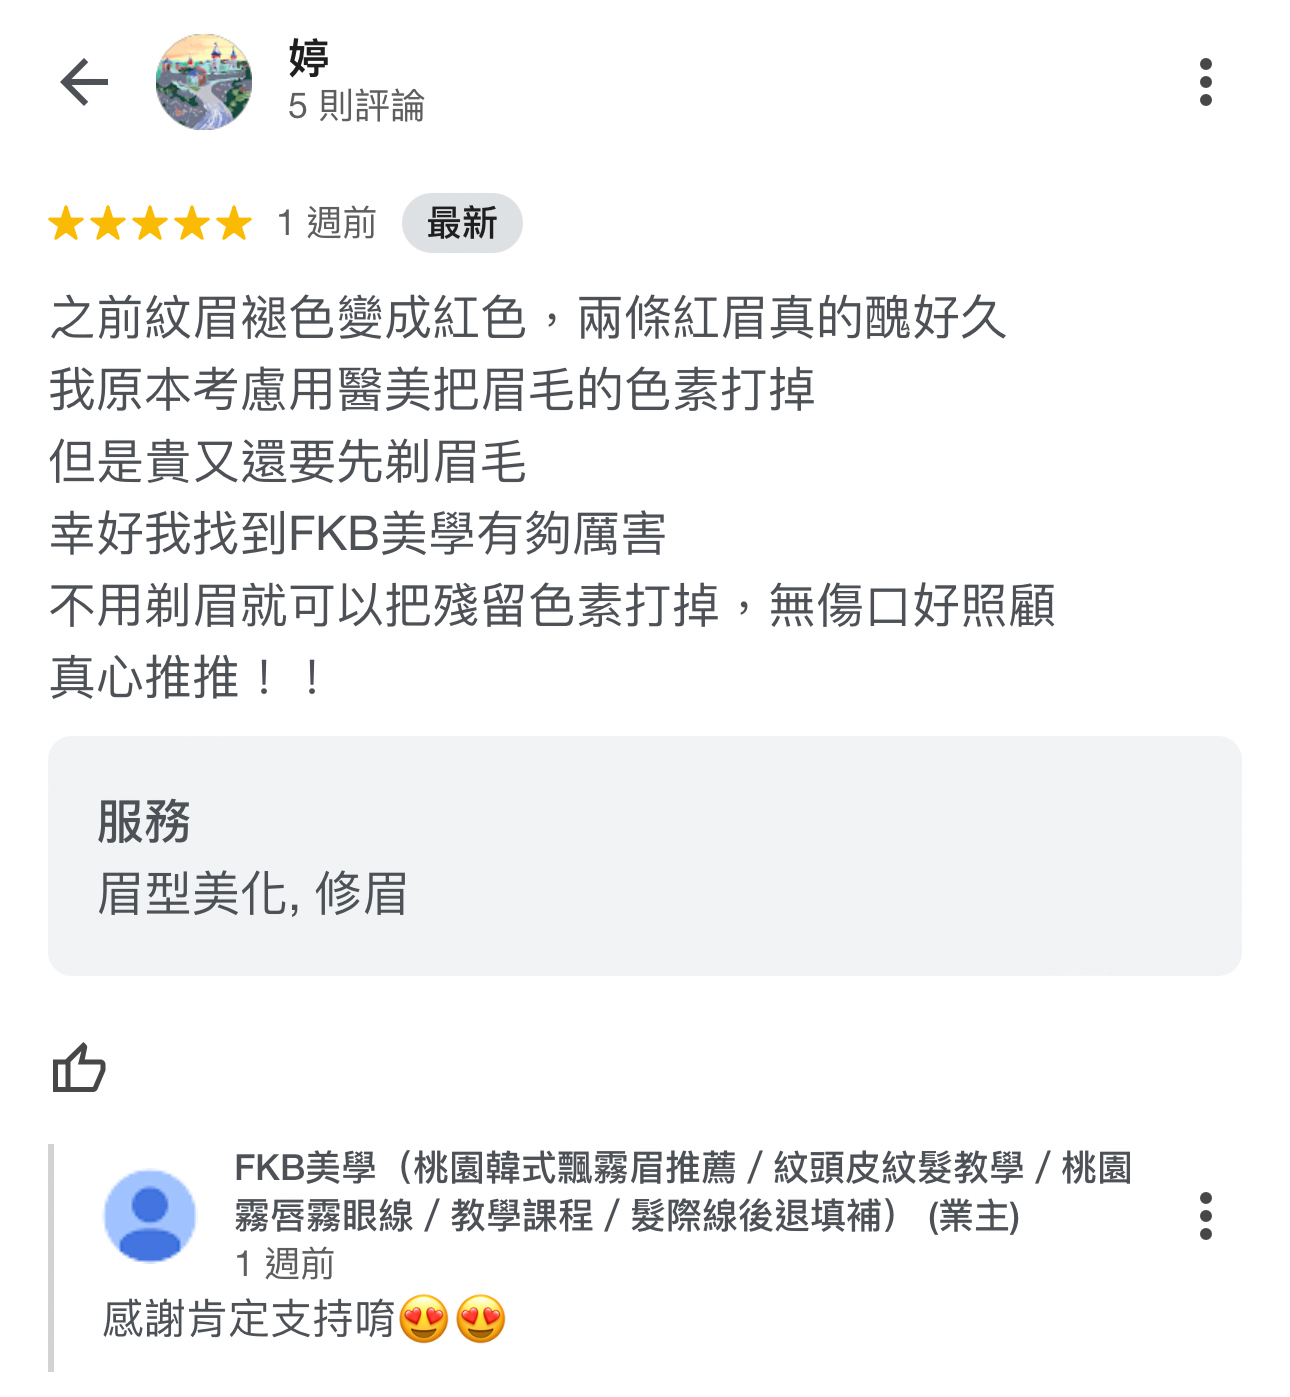 婷
5 則評論
1 週前 最新
之前紋眉褪色變成紅色，兩條紅眉真的醜好久
我原本考慮用醫美把眉毛的色素打掉
但是貴又還要先剃眉毛
幸好我找到FKB美學有夠厲害
不用剃眉就可以把殘留色素打掉，無傷口好照顧
真心推推！！
服務
眉型美化, 修眉
FKB美學（桃園韓式飄霧眉推薦／紋頭皮紋髮教學／桃園
霧唇霧眼線／教學課程／髮際線後退填補） (業主)
1 週前
感謝肯定支持唷😍😍